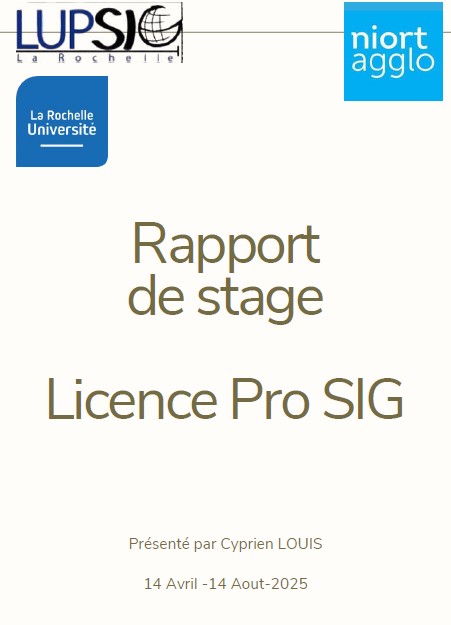 LUPSIG
La Rochelle
niort
agglo
La Rochelle
Université
Rapport
de stage
Licence Pro SIG
Présenté par Cyprien LOUIS
14 Avril -14 Aout-2025